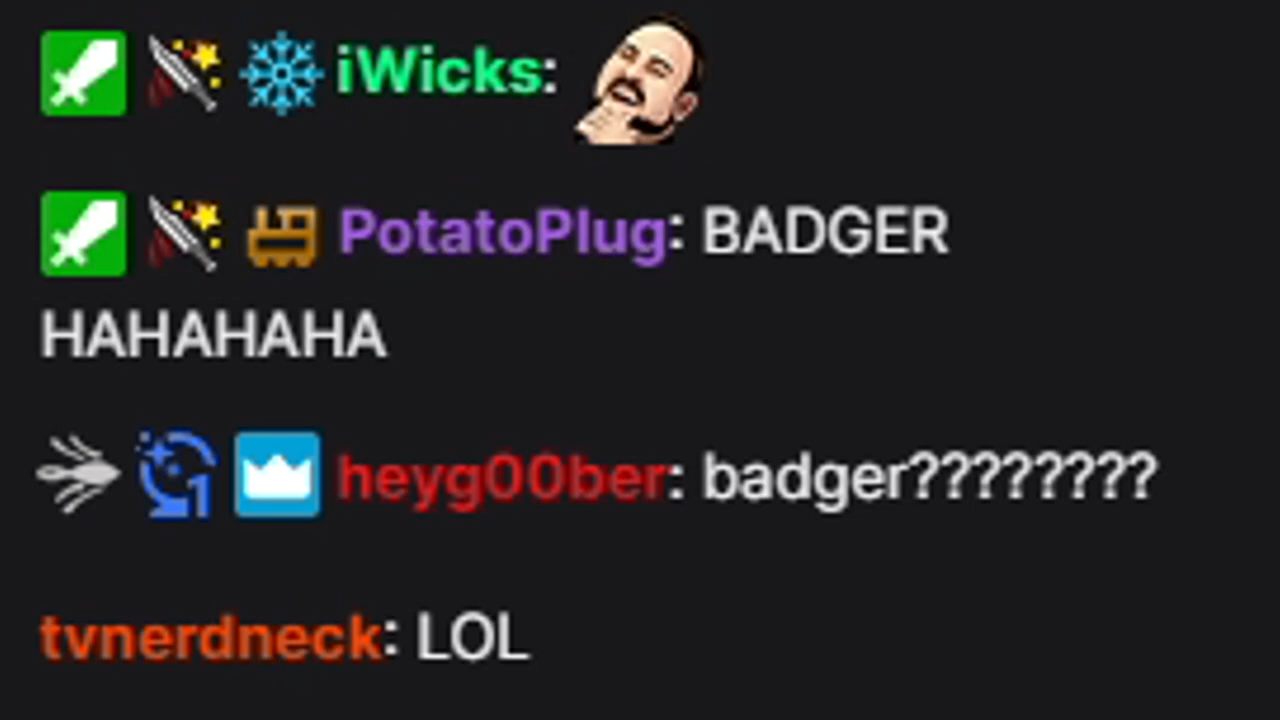 iWicks:
PotatoPlug: BADGER
HAHAHAHA
heyg00ber: badger????????
tvnerdneck: LOL